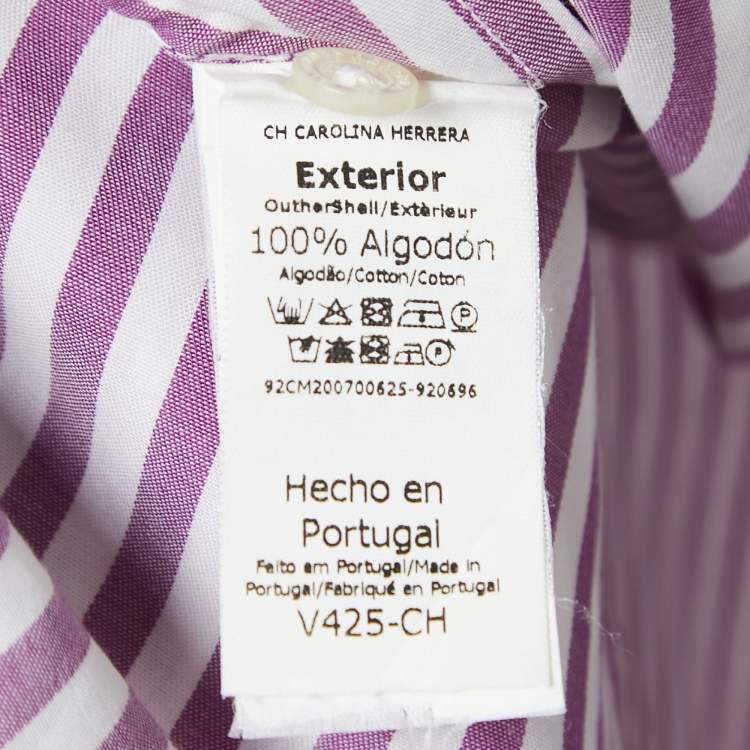 CH CAROLINA HERRERA
Exterior
OutherShell/Extèrieur
100% Algodón
Algodão/Cotton/Coton
92CM200700625-920696
Hecho en
Portugal
Feito em Portugal/Made in
Portugal/Fabriqué en Portugal
V425-CH